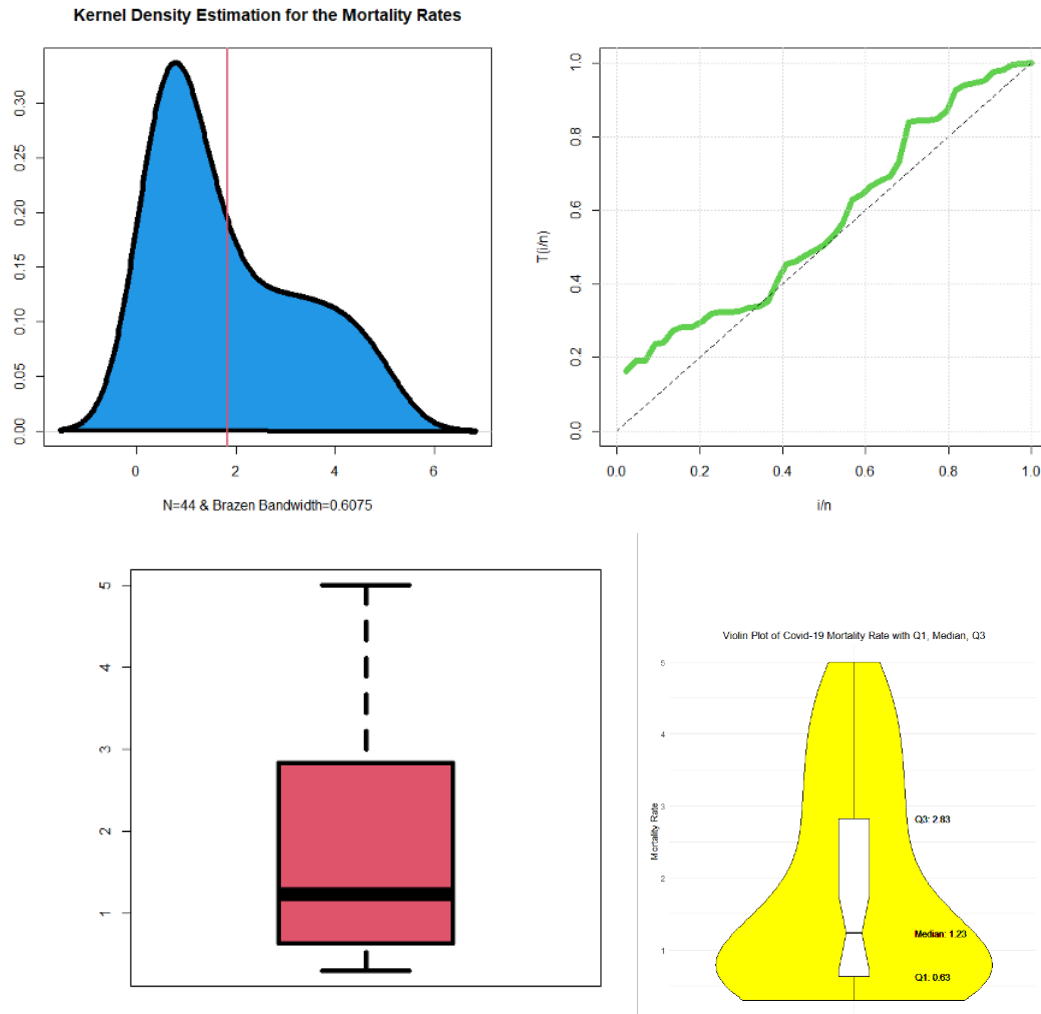 Kernel Density Estimation for the Mortality Rates
0.30
0.25
0.20
0.15
0.10
0.05
0.00
0 2 4 6
N=44 & Brazen Bandwidth=0.6075
T(i/n)
1.0
0.8
0.6
0.4
0.2
0.0
0.0 0.2 0.4 0.6 0.8 1.0
i/n
5
4
3
2
1
Violin Plot of Covid-19 Mortality Rate with Q1, Median, Q3
Mortality Rate
5
4
3
2
1
Q3: 2.83
Median: 1.23
Q1: 0.63